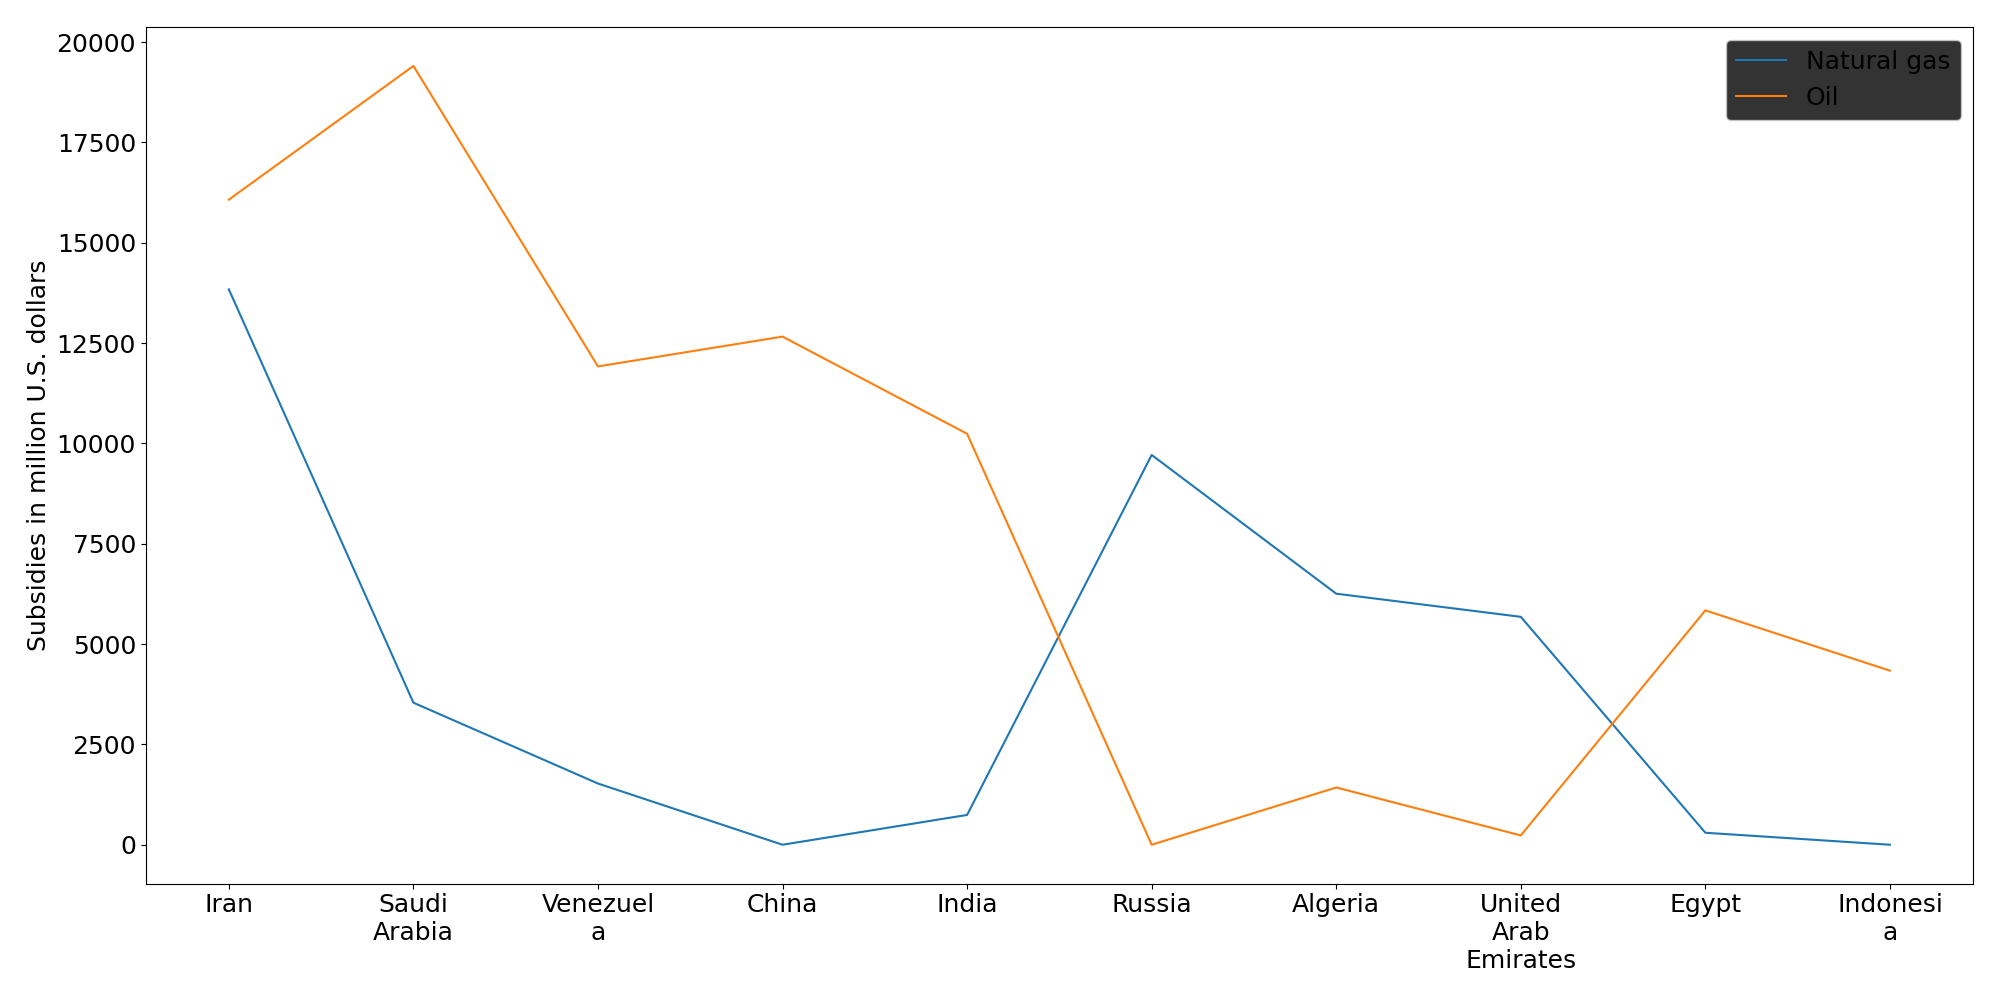 20000
17500
15000
12500
10000
7500
5000
2500
0
Subsidies in million U.S. dollars
Natural gas
Oil
Iran
Saudi
Arabia
Venezuel
a
China
India
Russia
Algeria
United
Arab
Emirates
Egypt
Indonesi
a